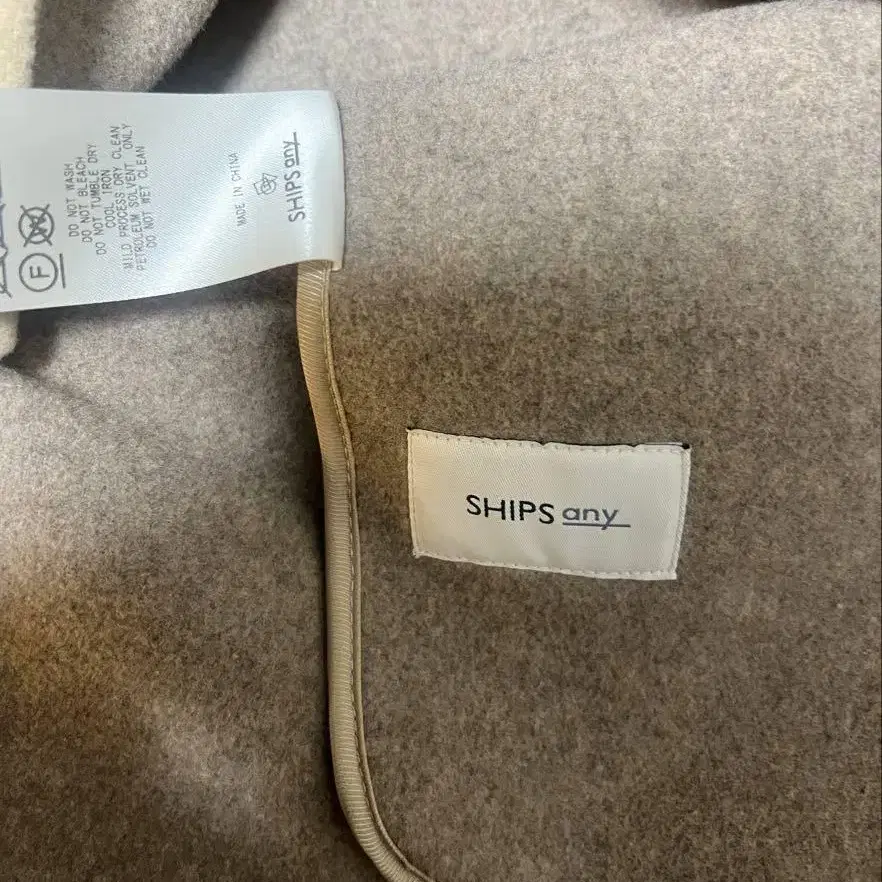 DO NOT WASH
DO NOT BLEACH
DO NOT TUMBLE DRY
COOL IRON
MILD PROCESS DRY CLEAN
PETROLEUM SOLVENT ONLY
DO NOT WET CLEAN
F
MADE IN CHINA
SHIPS any
SHIPS any